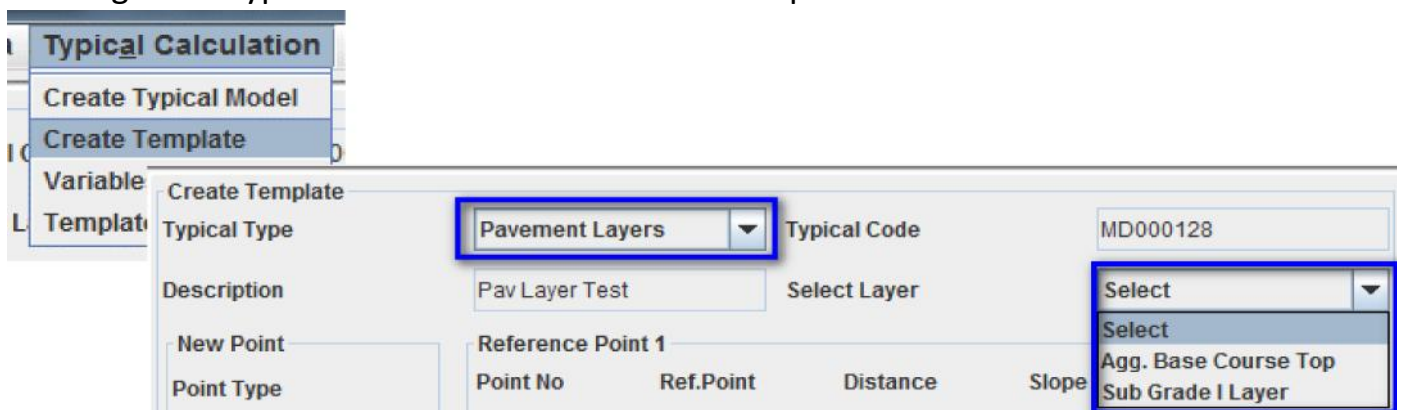 Typical Calculation
Create Typical Model
Create Template
Variable
Create Template
Typical Type Pavement Layers Typical Code MD000128
Description Pav Layer Test Select Layer Select
Select
Agg. Base Course Top
Sub Grade I Layer
New Point Reference Point 1
Point Type Point No Ref.Point Distance Slope